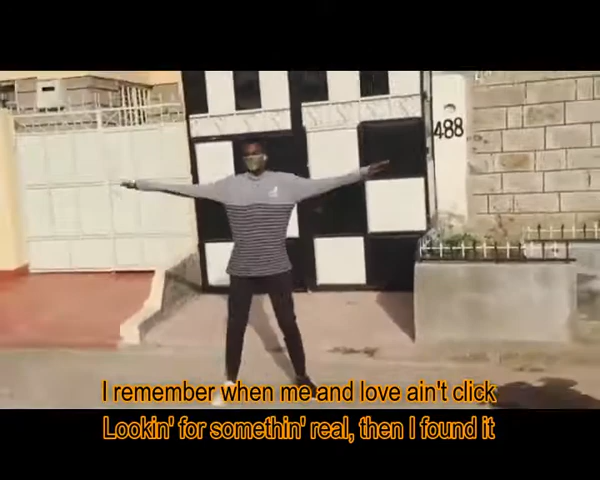 488
I remember when me and love ain't click
Lookin' for somethin' real, then I found it